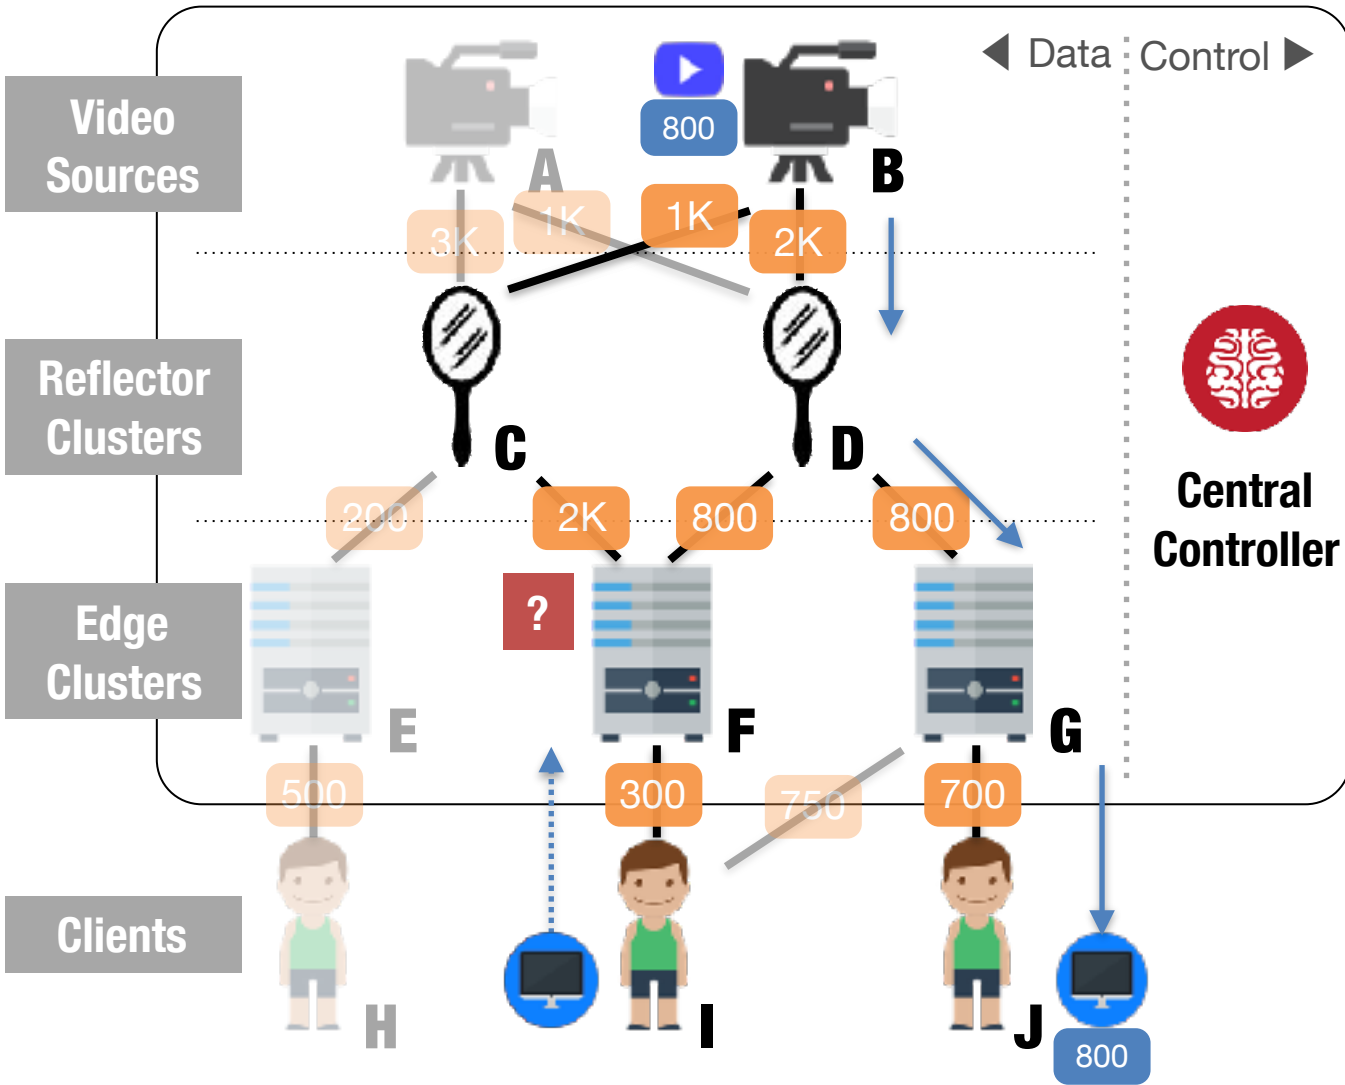 Data
Control
Video
Sources
800
A
B
3K
1K
1K
2K
Reflector
Clusters
C
D
Central
Controller
200
2K
800
800
Edge
Clusters
?
E
F
G
500
300
750
700
Clients
H
I
J
800